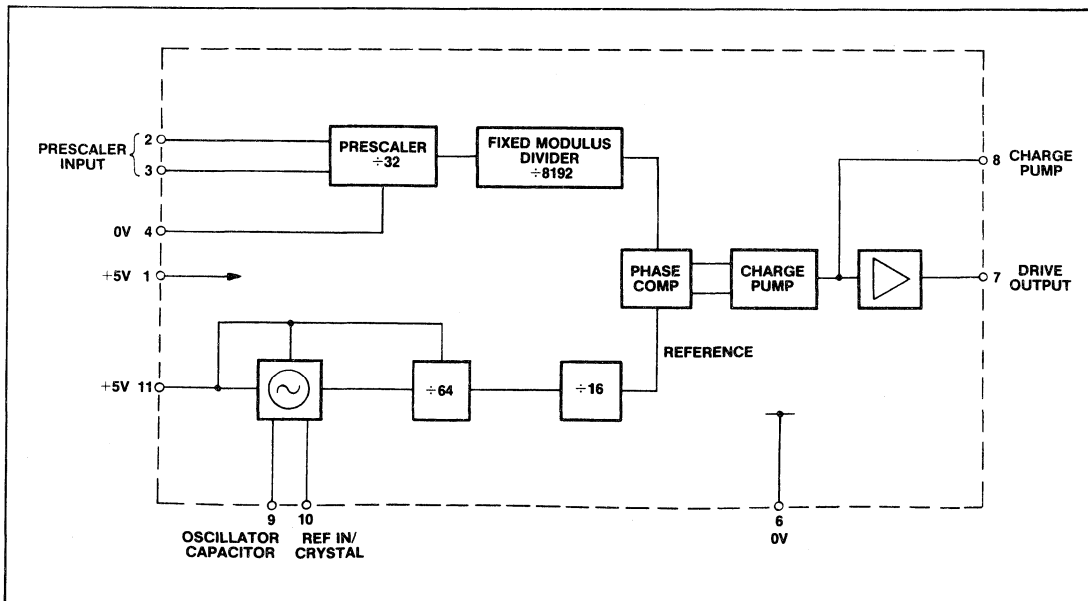 PRESCALER
INPUT
2
3
PRESCALER
÷32
FIXED MODULUS
DIVIDER
÷8192
8 CHARGE
PUMP
0V 4
+5V 1
PHASE
COMP
CHARGE
PUMP
7 DRIVE
OUTPUT
REFERENCE
+5V 11
÷64
÷16
9
OSCILLATOR
CAPACITOR
10
REF IN/
CRYSTAL
6
0V